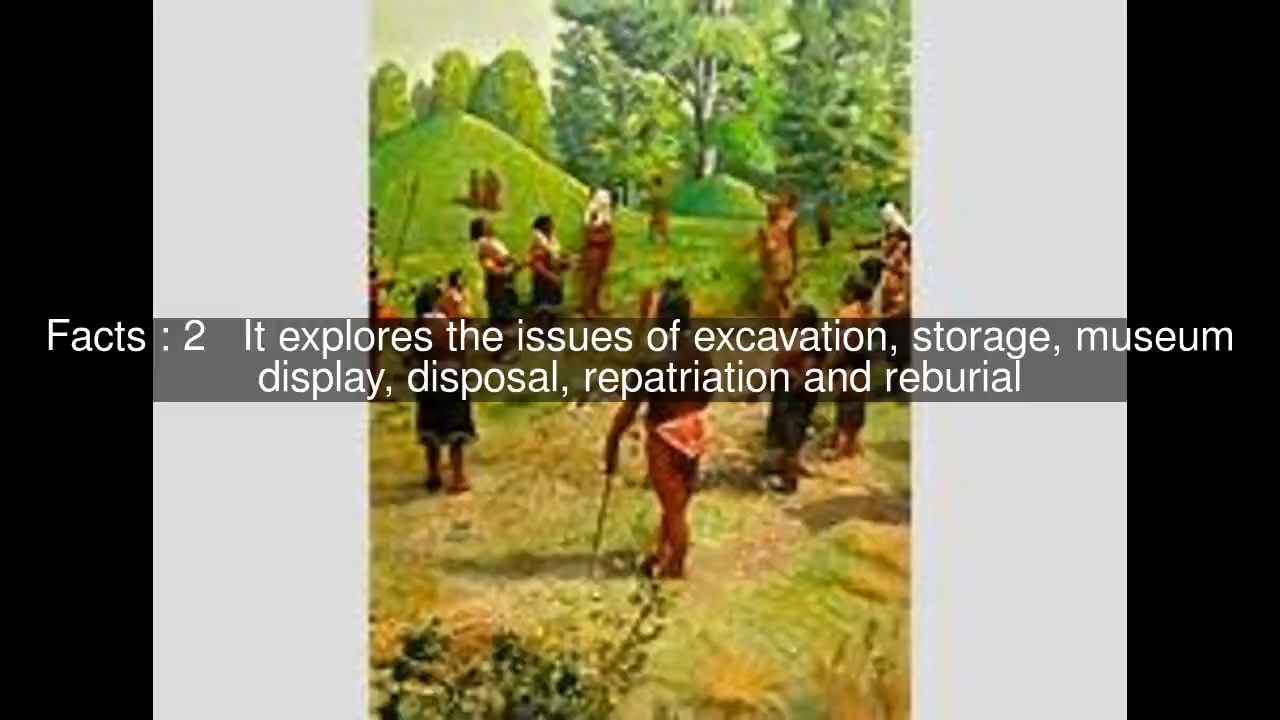 Facts : 2   It explores the issues of excavation, storage, museum
display, disposal, repatriation and reburial